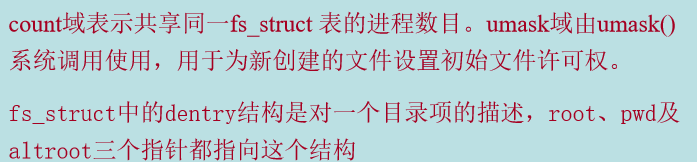 count域表示共享同一fs_struct 表的进程数目。umask域由umask()
系统调用使用，用于为新创建的文件设置初始文件许可权。
fs_struct中的dentry结构是对一个目录项的描述，root、pwd及
altroot三个指针都指向这个结构